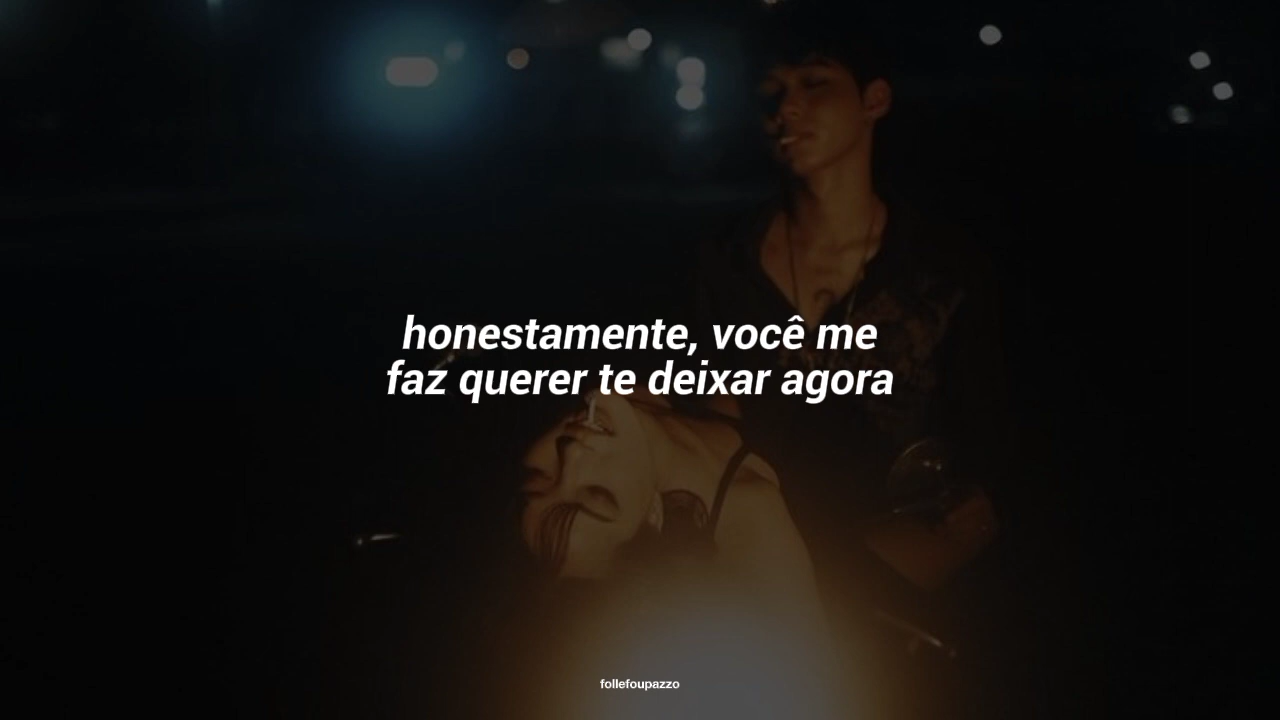 honestamente, você me
faz querer te deixar agora
follefoupazzo